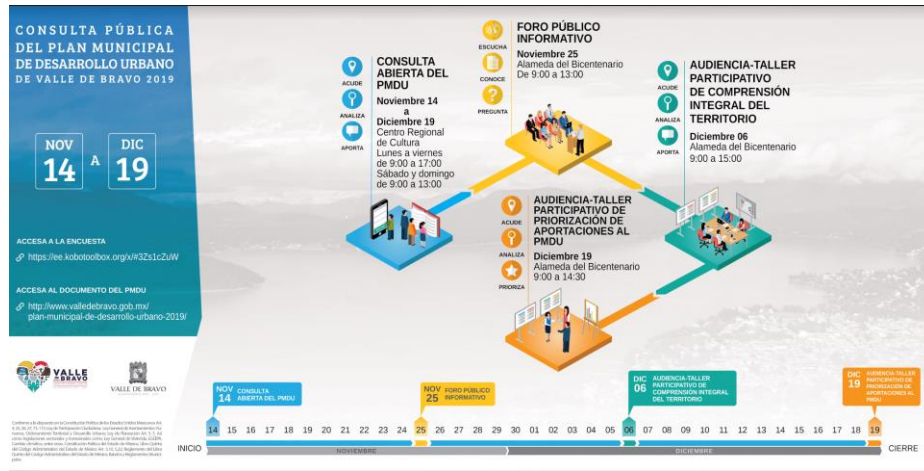 CONSULTA PÚBLICA
DEL PLAN MUNICIPAL
DE DESARROLLO URBANO
DE VALLE DE BRAVO 2019
NOV
14
A
DIC
19
ACCESA A LA ENCUESTA
https://ee.kobotoolbox.org/x/#3Zs1cZuW
ACCESA AL DOCUMENTO DEL PMDU
http://www.valledebravo.gob.mx/
plan-municipal-de-desarrollo-urbano-2019/
VALLE
DE BRAVO
VALLE DE BRAVO
ACUDE
ANALIZA
APORTA
CONSULTA
ABIERTA DEL
PMDU
Noviembre 14
a
Diciembre 19
Centro Regional
de Cultura
Lunes a viernes
de 9:00 a 17:00
Sábado y domingo
de 9:00 a 13:00
ESCUCHA
CONOCE
PREGUNTA
FORO PÚBLICO
INFORMATIVO
Noviembre 25
Alameda del Bicentenario
De 9:00 a 13:00
ACUDE
ANALIZA
APORTA
AUDIENCIA-TALLER
PARTICIPATIVO
DE COMPRENSIÓN
INTEGRAL DEL
TERRITORIO
Diciembre 06
Alameda del Bicentenario
9:00 a 15:00
ACUDE
ANALIZA
PRIORIZA
AUDIENCIA-TALLER
PARTICIPATIVO DE
PRIORIZACIÓN DE
APORTACIONES AL
PMDU
Diciembre 19
Alameda del Bicentenario
9:00 a 14:30
NOV
14
CONSULTA
ABIERTA DEL PMDU
NOV
25
FORO PÚBLICO
INFORMATIVO
DIC
06
AUDIENCIA-TALLER
PARTICIPATIVO DE
COMPRENSIÓN INTEGRAL
DEL TERRITORIO
DIC
19
AUDIENCIA-TALLER
PARTICIPATIVO DE
PRIORIZACIÓN DE
APORTACIONES AL
PMDU
INICIO
14 15 16 17 18 19 20 21 22 23 24 25 26 27 28 29 30 01 02 03 04 05 06 07 08 09 10 11 12 13 14 15 16 17 18 19
CIERRE
NOVIEMBRE
DICIEMBRE